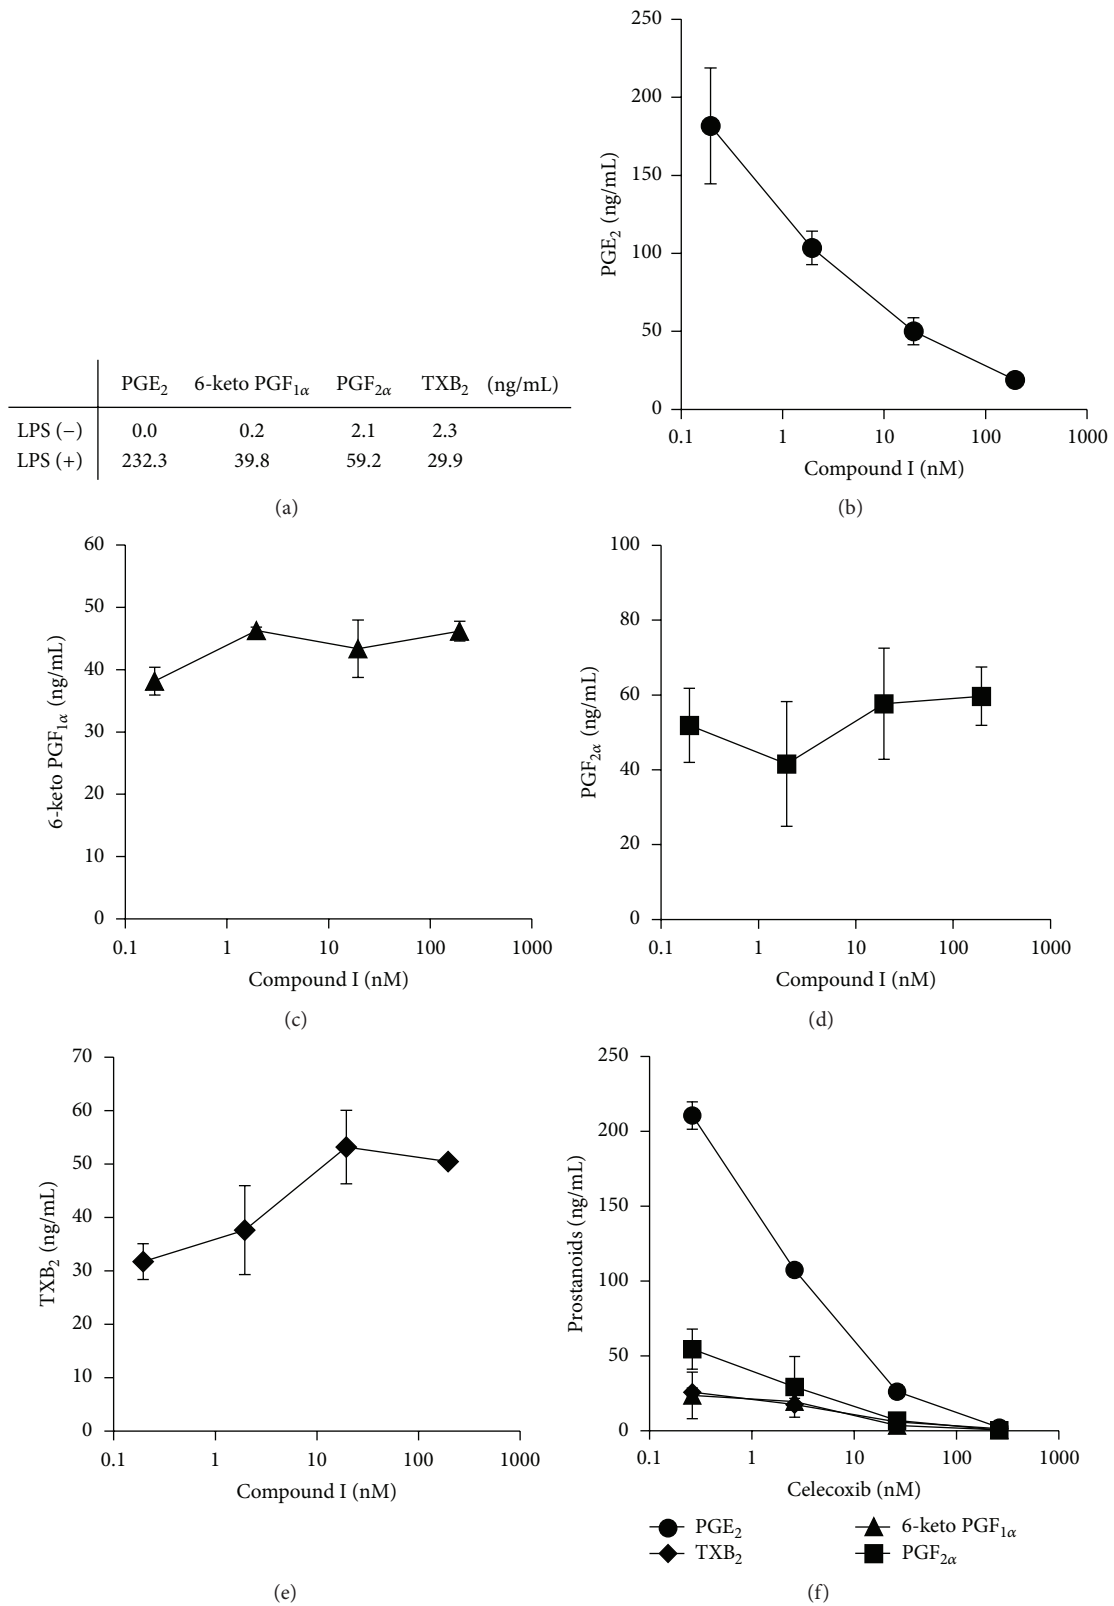 PGE2 6-keto PGF1α PGF2α TXB2 (ng/mL)
LPS (−) 0.0 0.2 2.1 2.3
LPS (+) 232.3 39.8 59.2 29.9
(a)
250
200
150
100
50
0
PGE2 (ng/mL)
0.1 1 10 100 1000
Compound I (nM)
(b)
60
50
40
30
20
10
0
6-keto PGF1α (ng/mL)
0.1 1 10 100 1000
Compound I (nM)
(c)
100
80
60
40
20
0
PGF2α (ng/mL)
0.1 1 10 100 1000
Compound I (nM)
(d)
70
60
50
40
30
20
10
0
TXB2 (ng/mL)
0.1 1 10 100 1000
Compound I (nM)
(e)
250
200
150
100
50
0
Prostanoids (ng/mL)
0.1 1 10 100 1000
Celecoxib (nM)
PGE2 6-keto PGF1α
TXB2 PGF2α
(f)